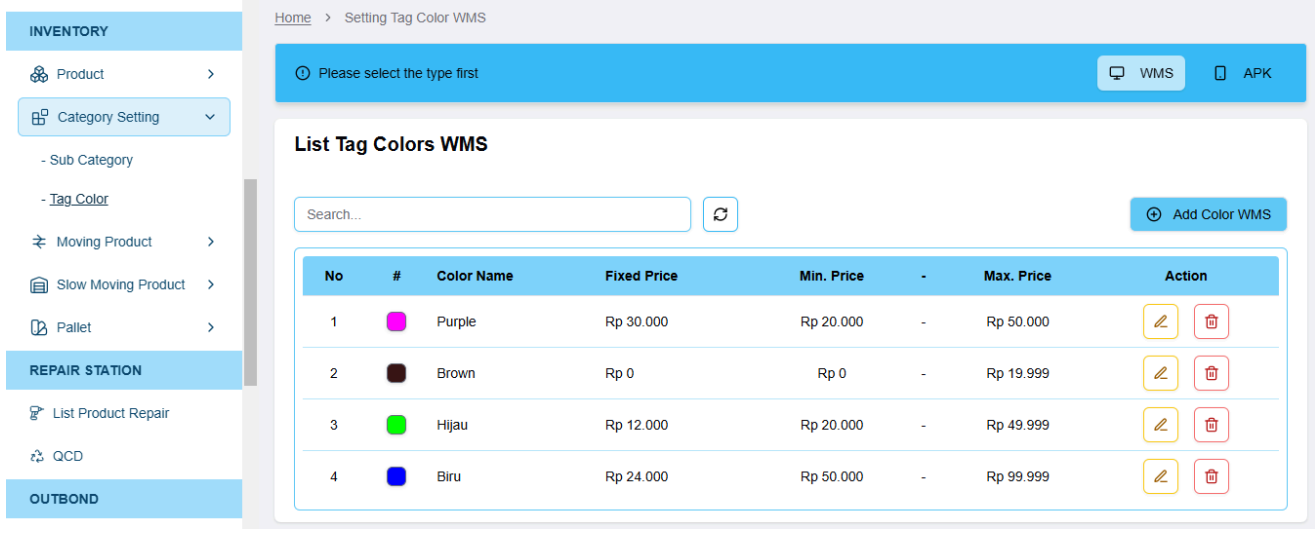 INVENTORY
Product
Category Setting
- Sub Category
- Tag Color
Moving Product
Slow Moving Product
Pallet
REPAIR STATION
List Product Repair
QCD
OUTBOND
Home > Setting Tag Color WMS
Please select the type first
WMS
APK
List Tag Colors WMS
Search...
Add Color WMS
No # Color Name Fixed Price Min. Price - Max. Price Action
1 Purple Rp 30.000 Rp 20.000 - Rp 50.000
2 Brown Rp 0 Rp 0 - Rp 19.999
3 Hijau Rp 12.000 Rp 20.000 - Rp 49.999
4 Biru Rp 24.000 Rp 50.000 - Rp 99.999